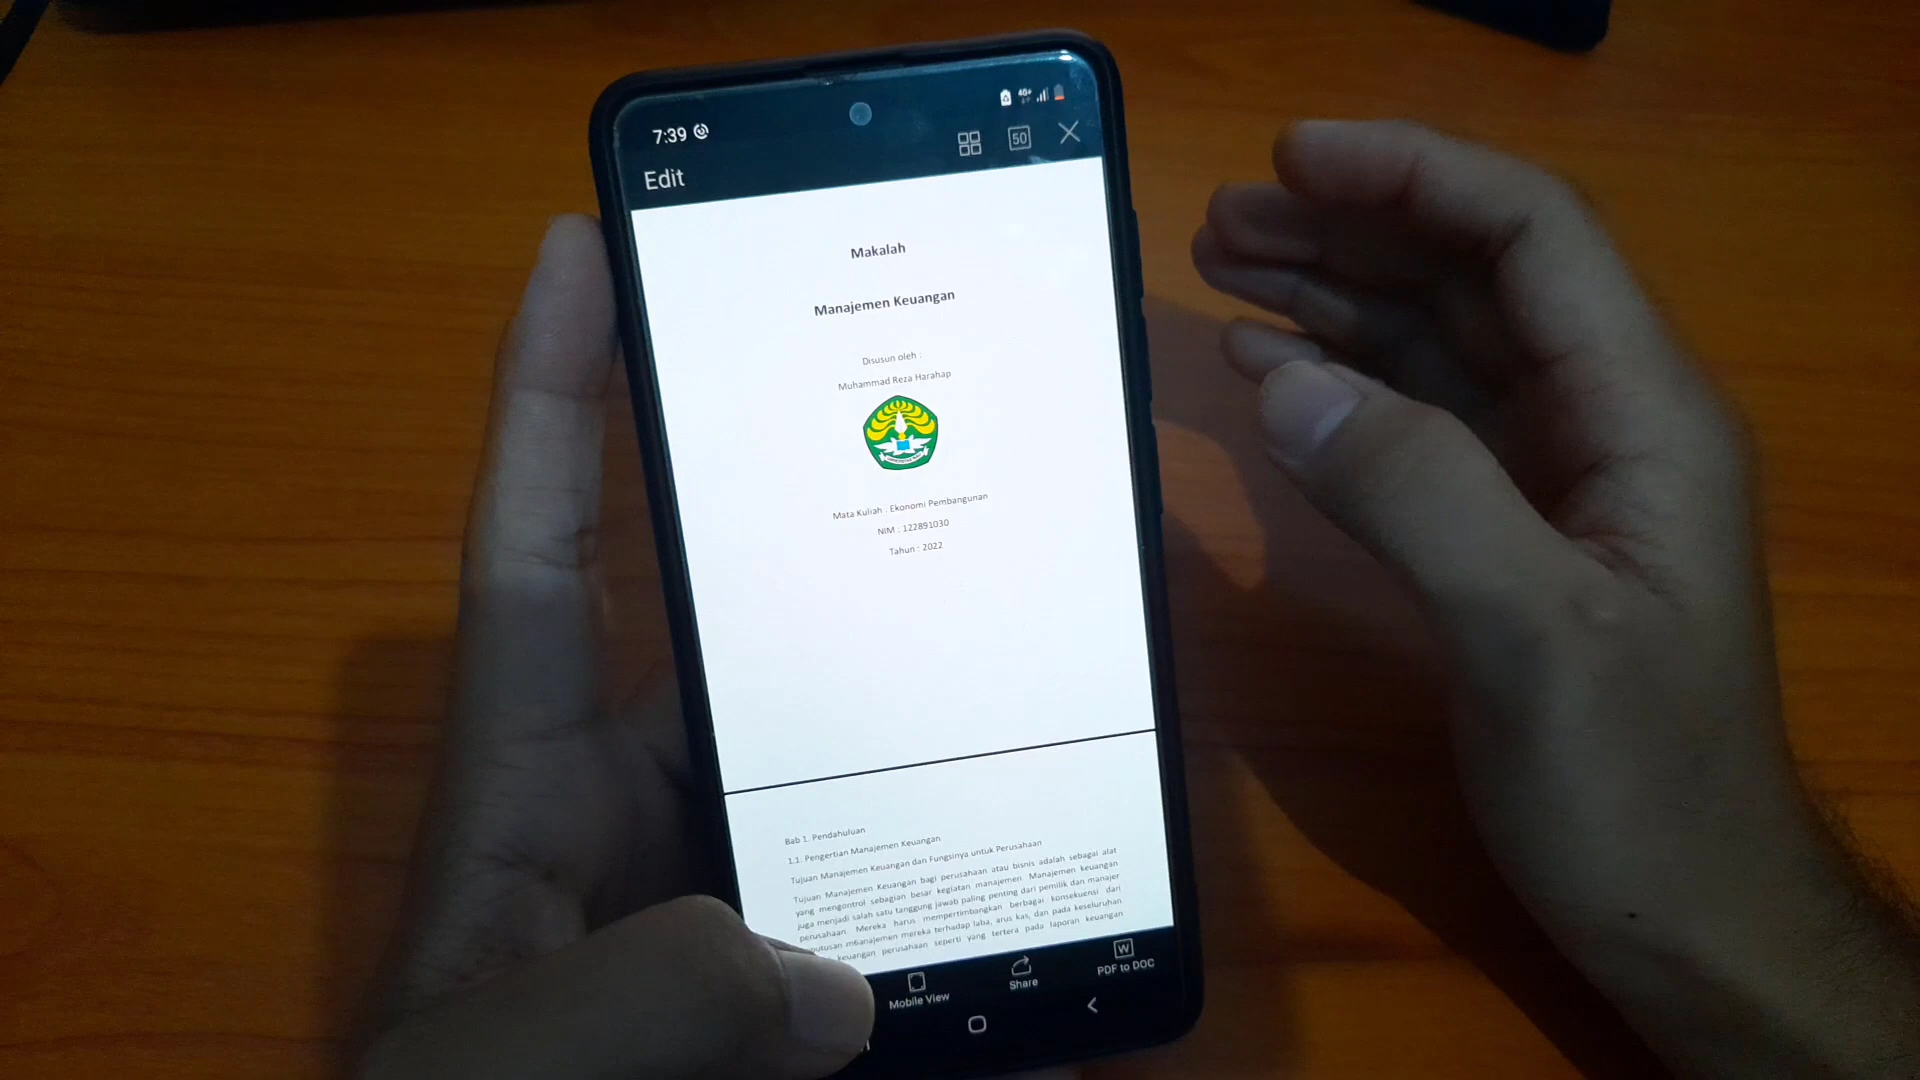 7:39
4G+
50
Edit
Makalah
Manajemen Keuangan
Disusun oleh :
Muhammad Reza Harahap
Mata Kuliah : Ekonomi Pembangunan
NIM : 122891030
Tahun : 2022
Bab 1. Pendahuluan
1.1. Pengertian Manajemen Keuangan
Tujuan Manajemen Keuangan dan Fungsinya untuk Perusahaan
Tujuan Manajemen Keuangan bagi perusahaan atau bisnis adalah sebagai alat
yang mengontrol sebagian besar kegiatan manajemen. Manajemen keuangan
juga menjadi salah satu tanggung jawab paling penting dari pemilik dan manajer
perusahaan. Mereka harus mempertimbangkan berbagai konsekuensi dari
m6anajemen mereka terhadap laba, arus kas, dan pada keseluruhan
keuangan perusahaan seperti yang tertera pada laporan keuangan
Mobile View
Share
W
PDF to DOC